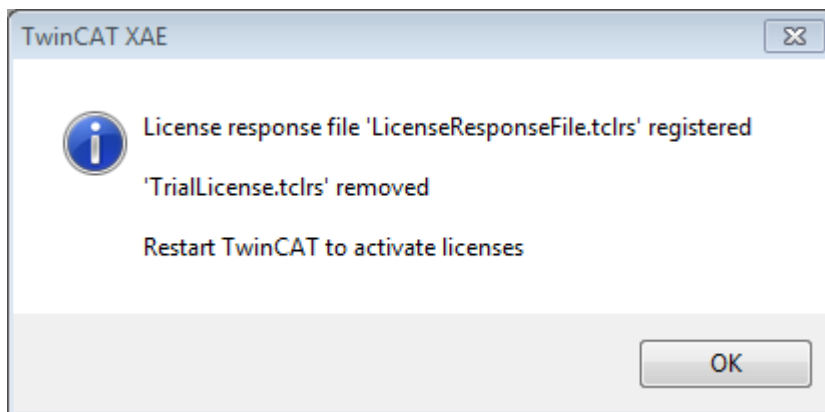 TwinCAT XAE
License response file 'LicenseResponseFile.tclrs' registered
'TrialLicense.tclrs' removed
Restart TwinCAT to activate licenses
OK